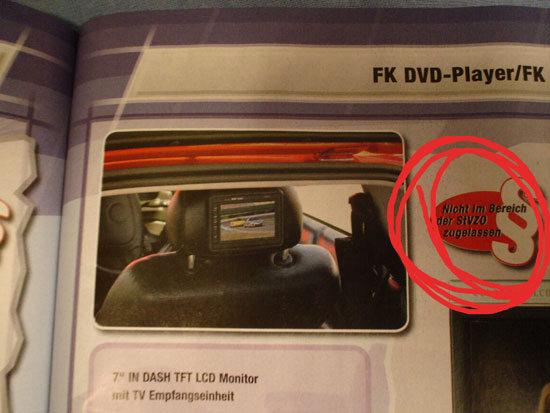 FK DVD-Player/FK
Nicht im Bereich
der StVZO
zugelassen
§
7" IN DASH TFT LCD Monitor
mit TV Empfangseinheit